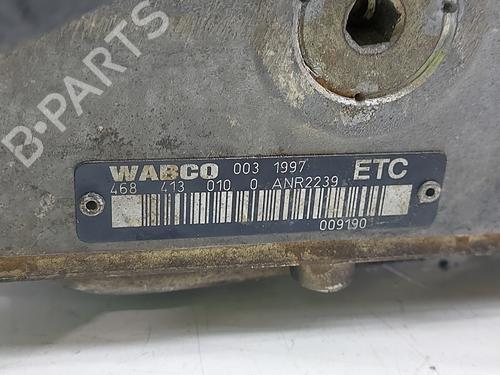 B-PARTS
WABCO 003 1997 ETC
468 413 010 0 ANR2239
009190